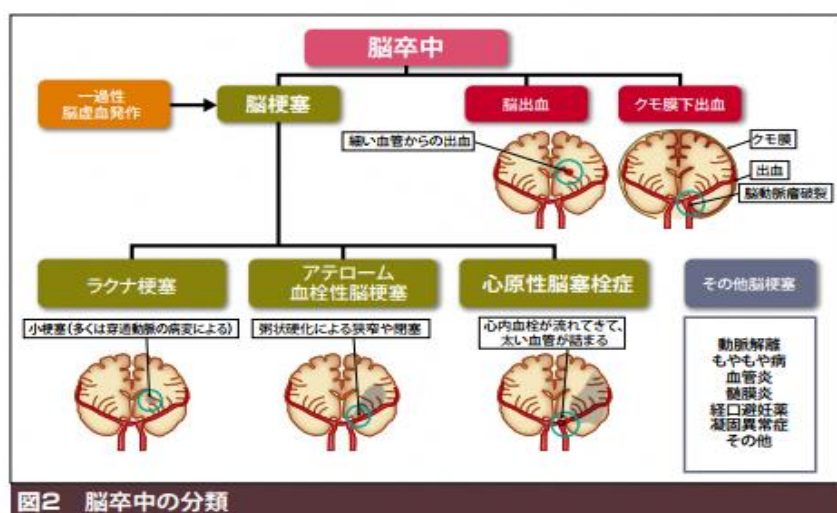 脳卒中
一過性
脳虚血発作
脳梗塞
脳出血
クモ膜下出血
細い血管からの出血
クモ膜
出血
脳動脈瘤破裂
ラクナ梗塞
アテローム
血栓性脳梗塞
心原性脳塞栓症
その他脳梗塞
小梗塞(多くは穿通動脈の病変による)
粥状硬化による狭窄や閉塞
心内血栓が流れてきて、
太い血管が詰まる
動脈解離
もやもや病
血管炎
髄膜炎
経口避妊薬
凝固異常症
その他
図2 脳卒中の分類